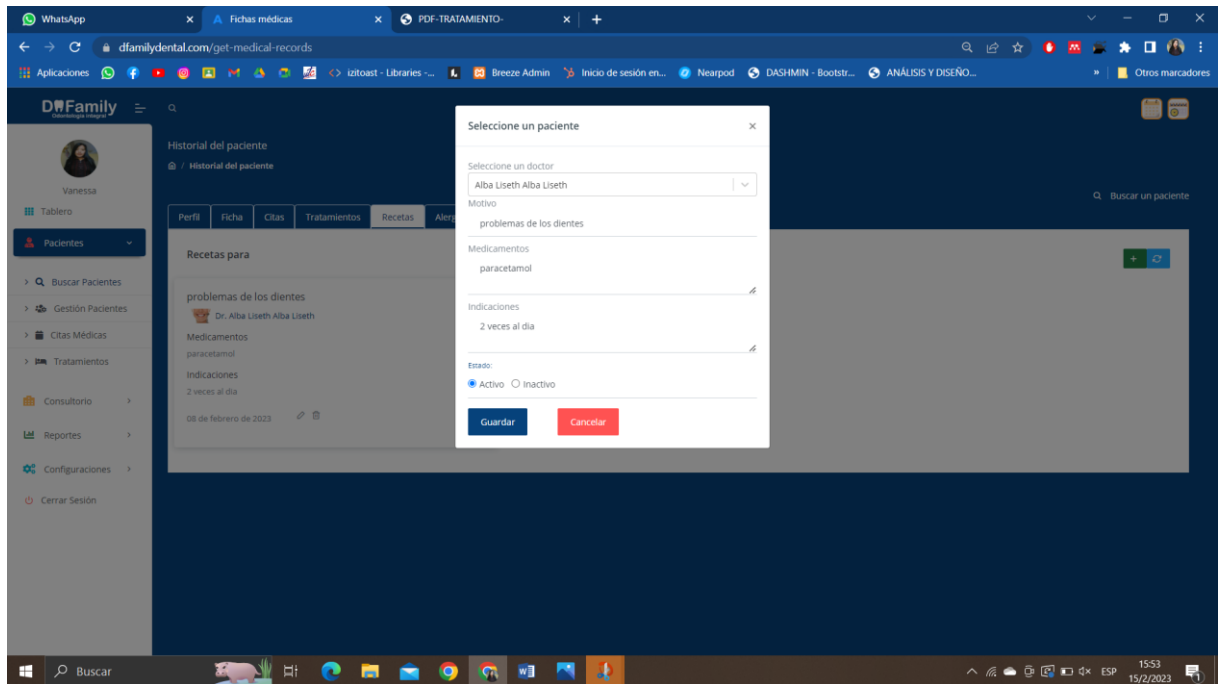 WhatsApp
Fichas médicas
PDF-TRATAMIENTO-
dfamilydental.com/get-medical-records
Aplicaciones
izitoast - Libraries -...
Breeze Admin
Inicio de sesión en...
Nearpod
DASHMIN - Bootstr...
ANÁLISIS Y DISEÑO...
»
Otros marcadores
Family
Odontología integral
Vanessa
Tablero
Pacientes
Buscar Pacientes
Gestión Pacientes
Citas Médicas
Tratamientos
Consultorio
Reportes
Configuraciones
Cerrar Sesión
Historial del paciente
/ Historial del paciente
Buscar un paciente
Perfil
Ficha
Citas
Tratamientos
Recetas
Alerg
Recetas para
problemas de los dientes
Dr. Alba Liseth Alba Liseth
Medicamentos
paracetamol
Indicaciones
2 veces al dia
08 de febrero de 2023
Seleccione un paciente
Seleccione un doctor
Alba Liseth Alba Liseth
Motivo
problemas de los dientes
Medicamentos
paracetamol
Indicaciones
2 veces al dia
Estado:
Activo Inactivo
Guardar Cancelar
Buscar
ESP
15:53
15/2/2023